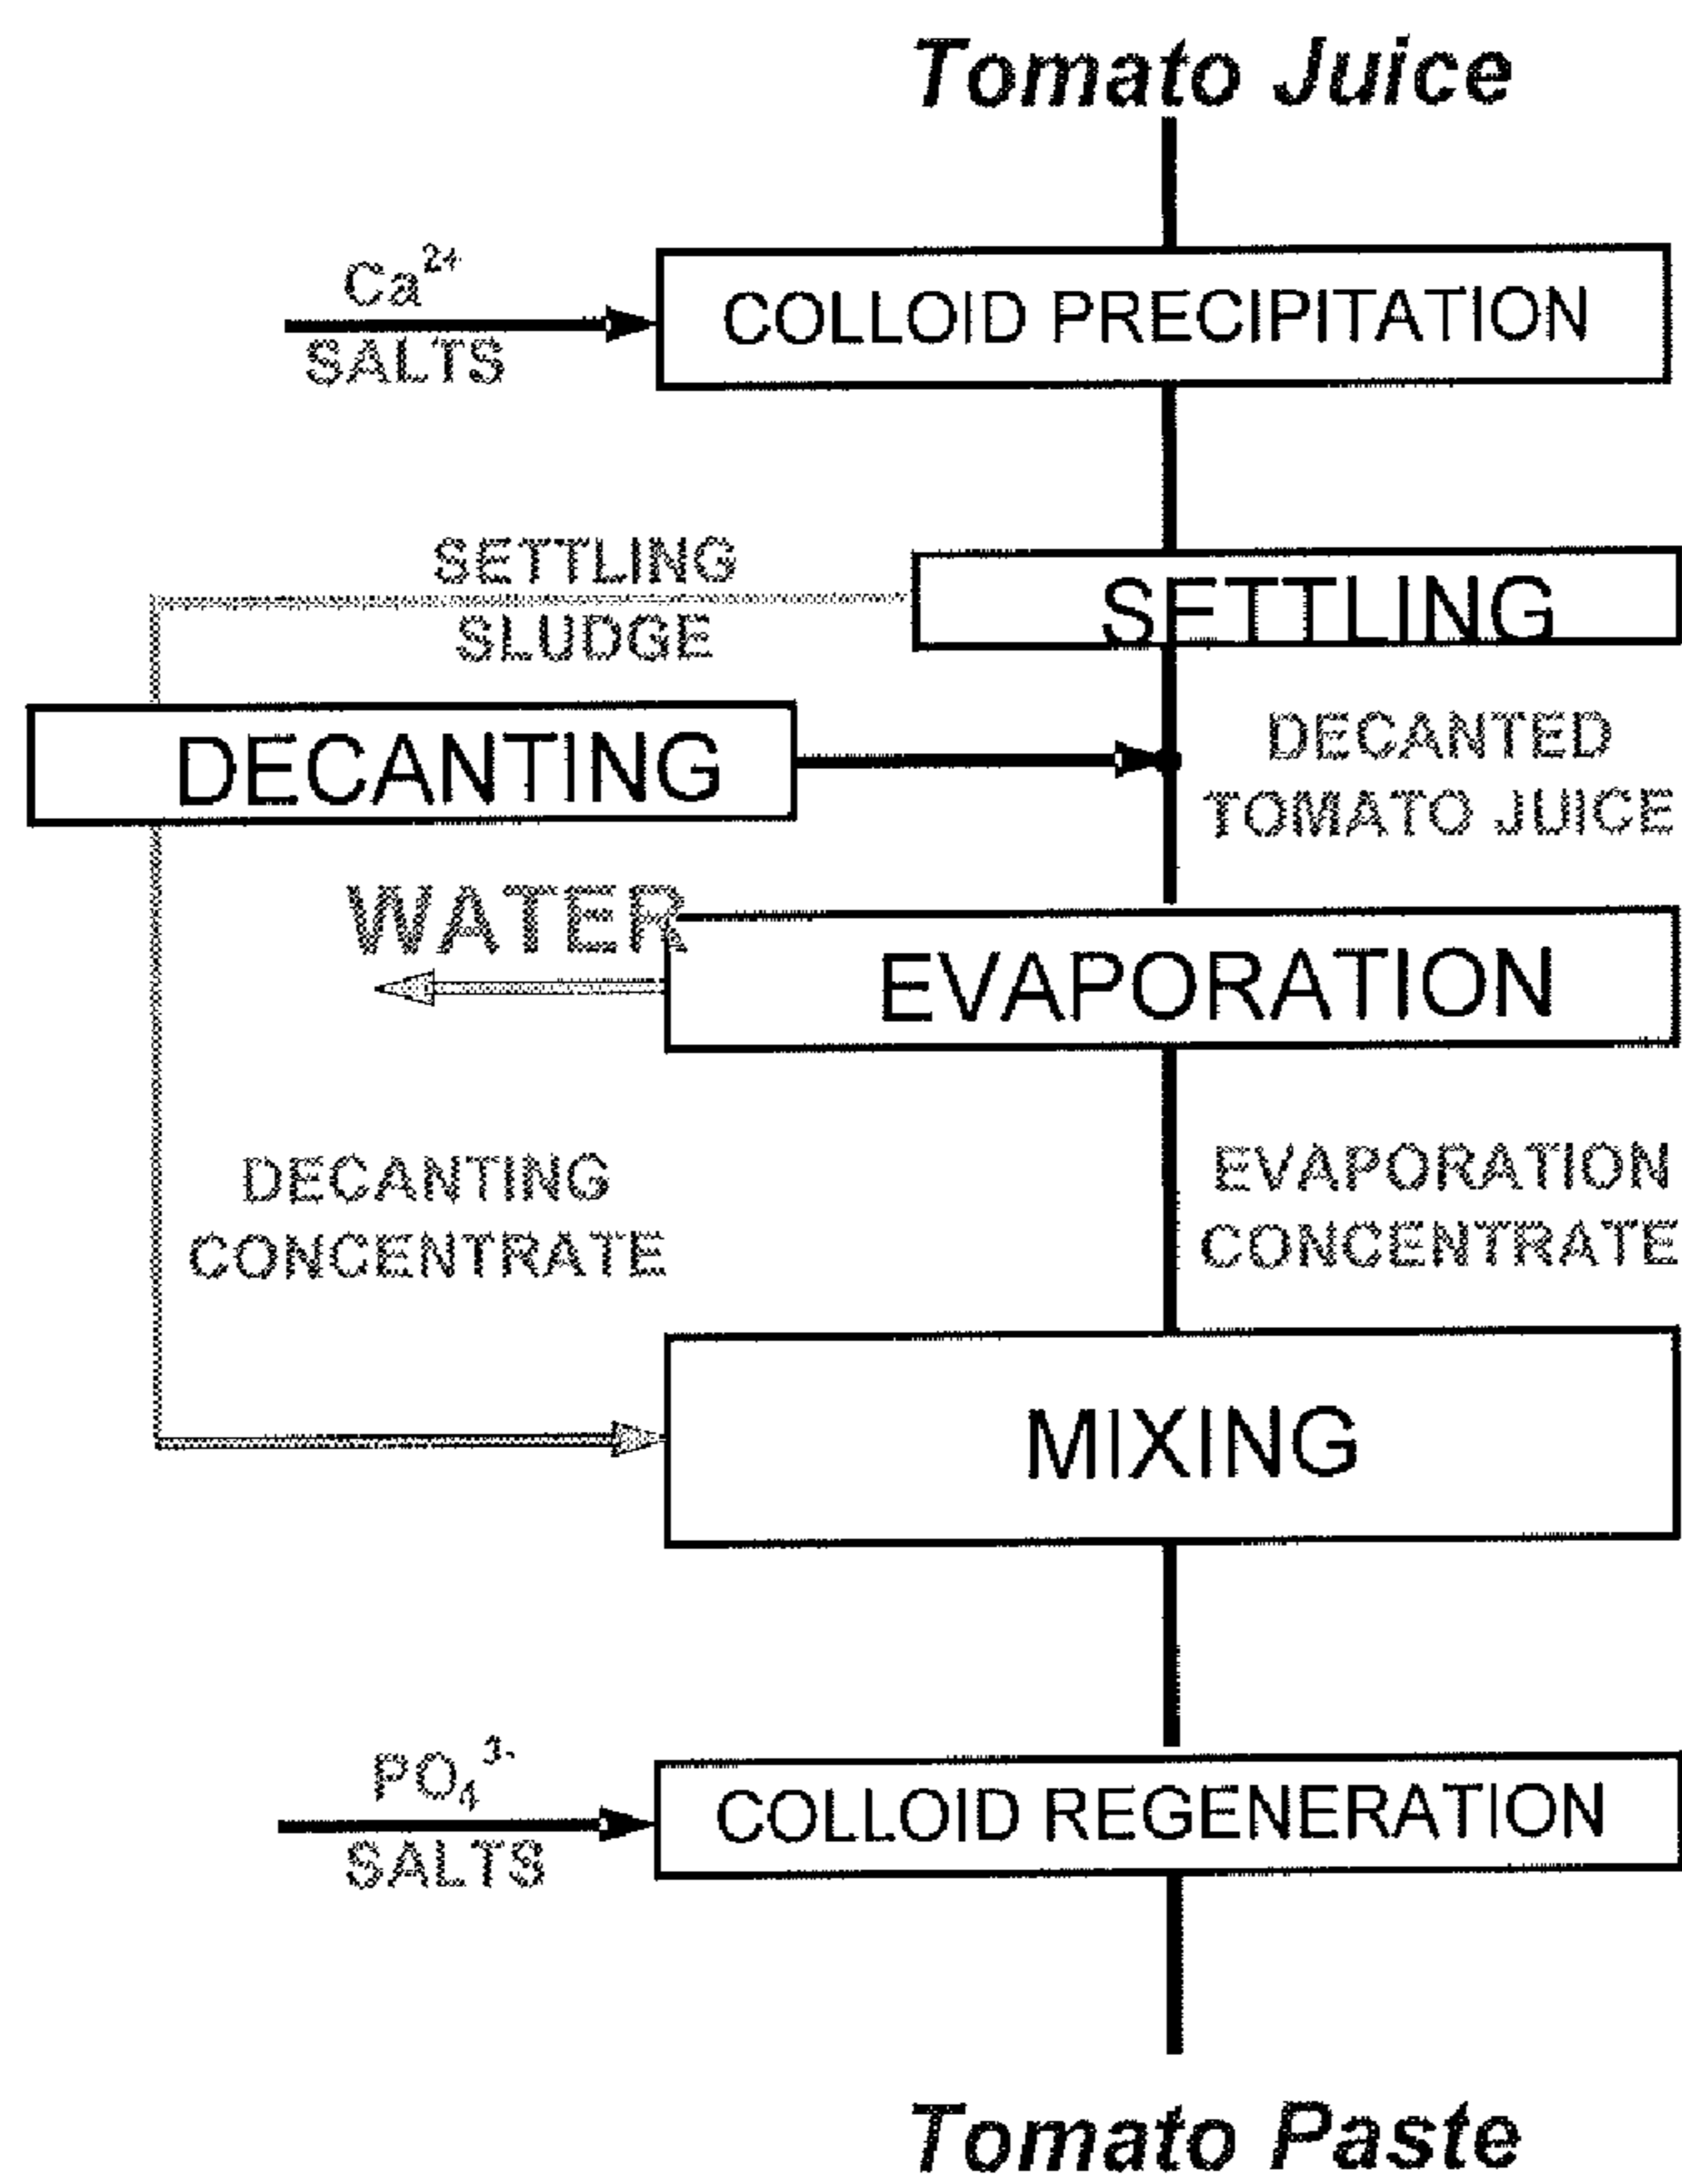 Tomato Juice
Ca²⁺
SALTS
COLLOID PRECIPITATION
SETTLING
SLUDGE
SETTLING
DECANTING
DECANTED
TOMATO JUICE
WATER
EVAPORATION
DECANTING
CONCENTRATE
EVAPORATION
CONCENTRATE
MIXING
PO₄³⁻
SALTS
COLLOID REGENERATION
Tomato Paste